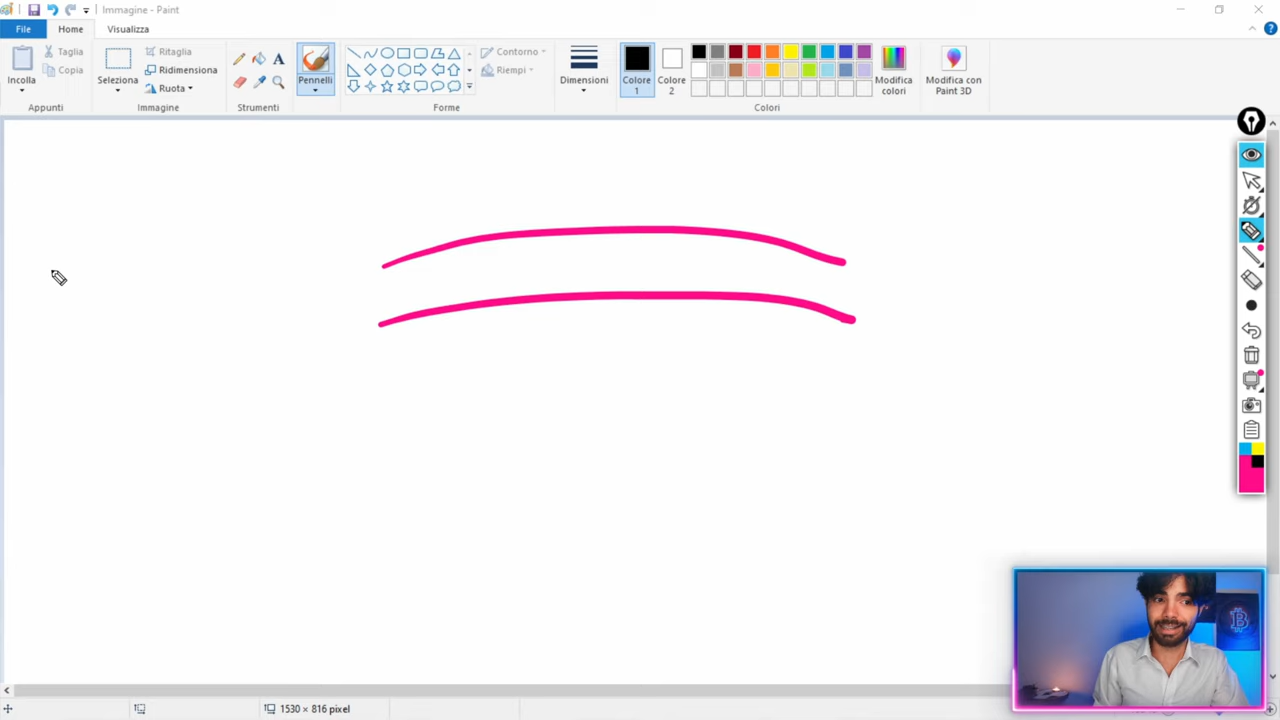 Immagine - Paint
File Home Visualizza
Incolla
Taglia
Copia
Appunti
Seleziona
Ritaglia
Ridimensiona
Ruota
Immagine
A
Strumenti
Pennelli
Contorno
Riempi
Forme
Dimensioni
Colore
1
Colore
2
Modifica
colori
Colori
Modifica con
Paint 3D
1530 × 816 pixel